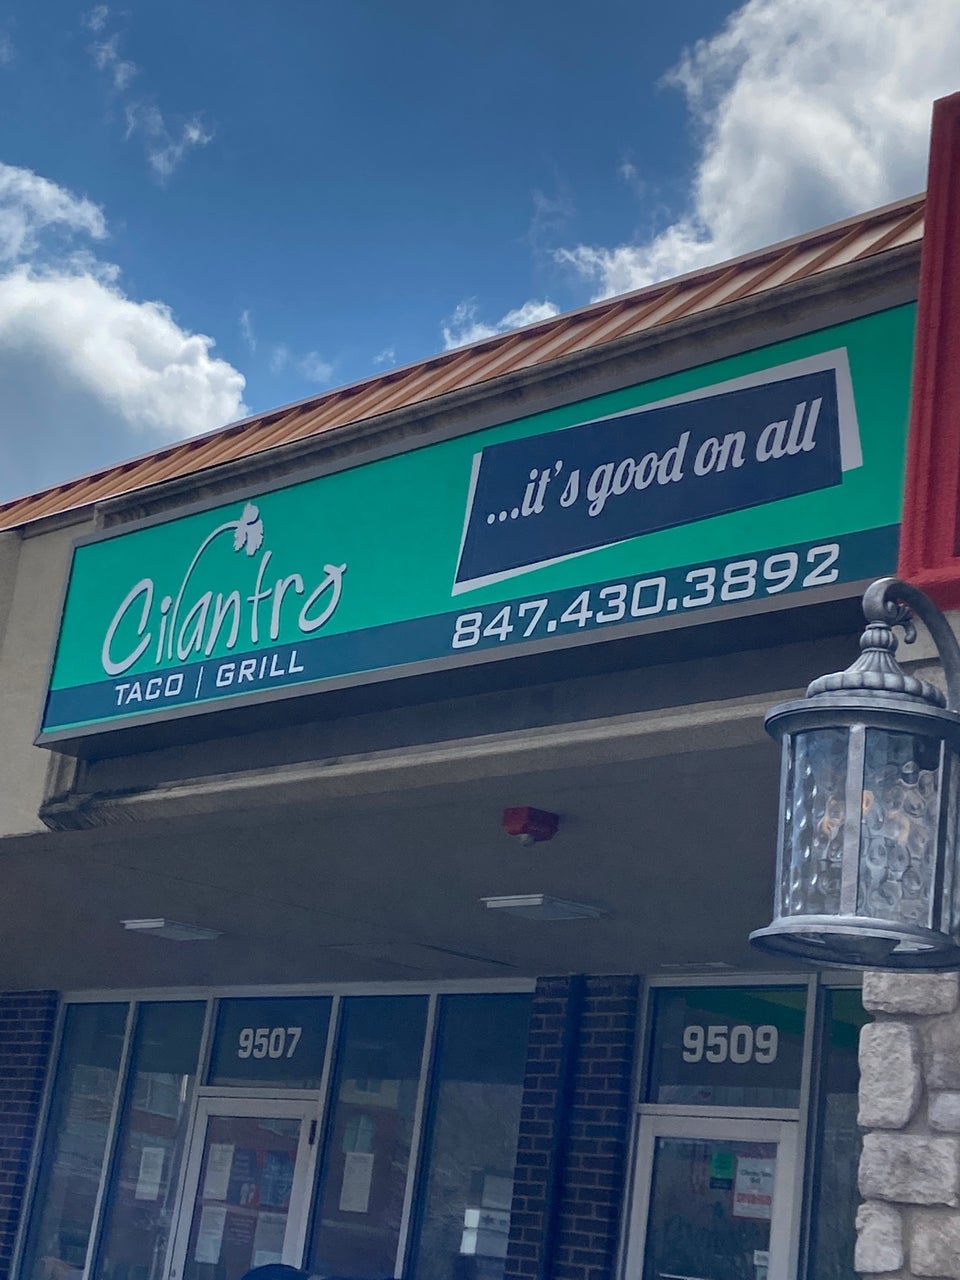 Cilantro
TACO | GRILL
...it's good on all
847.430.3892
9507
9509